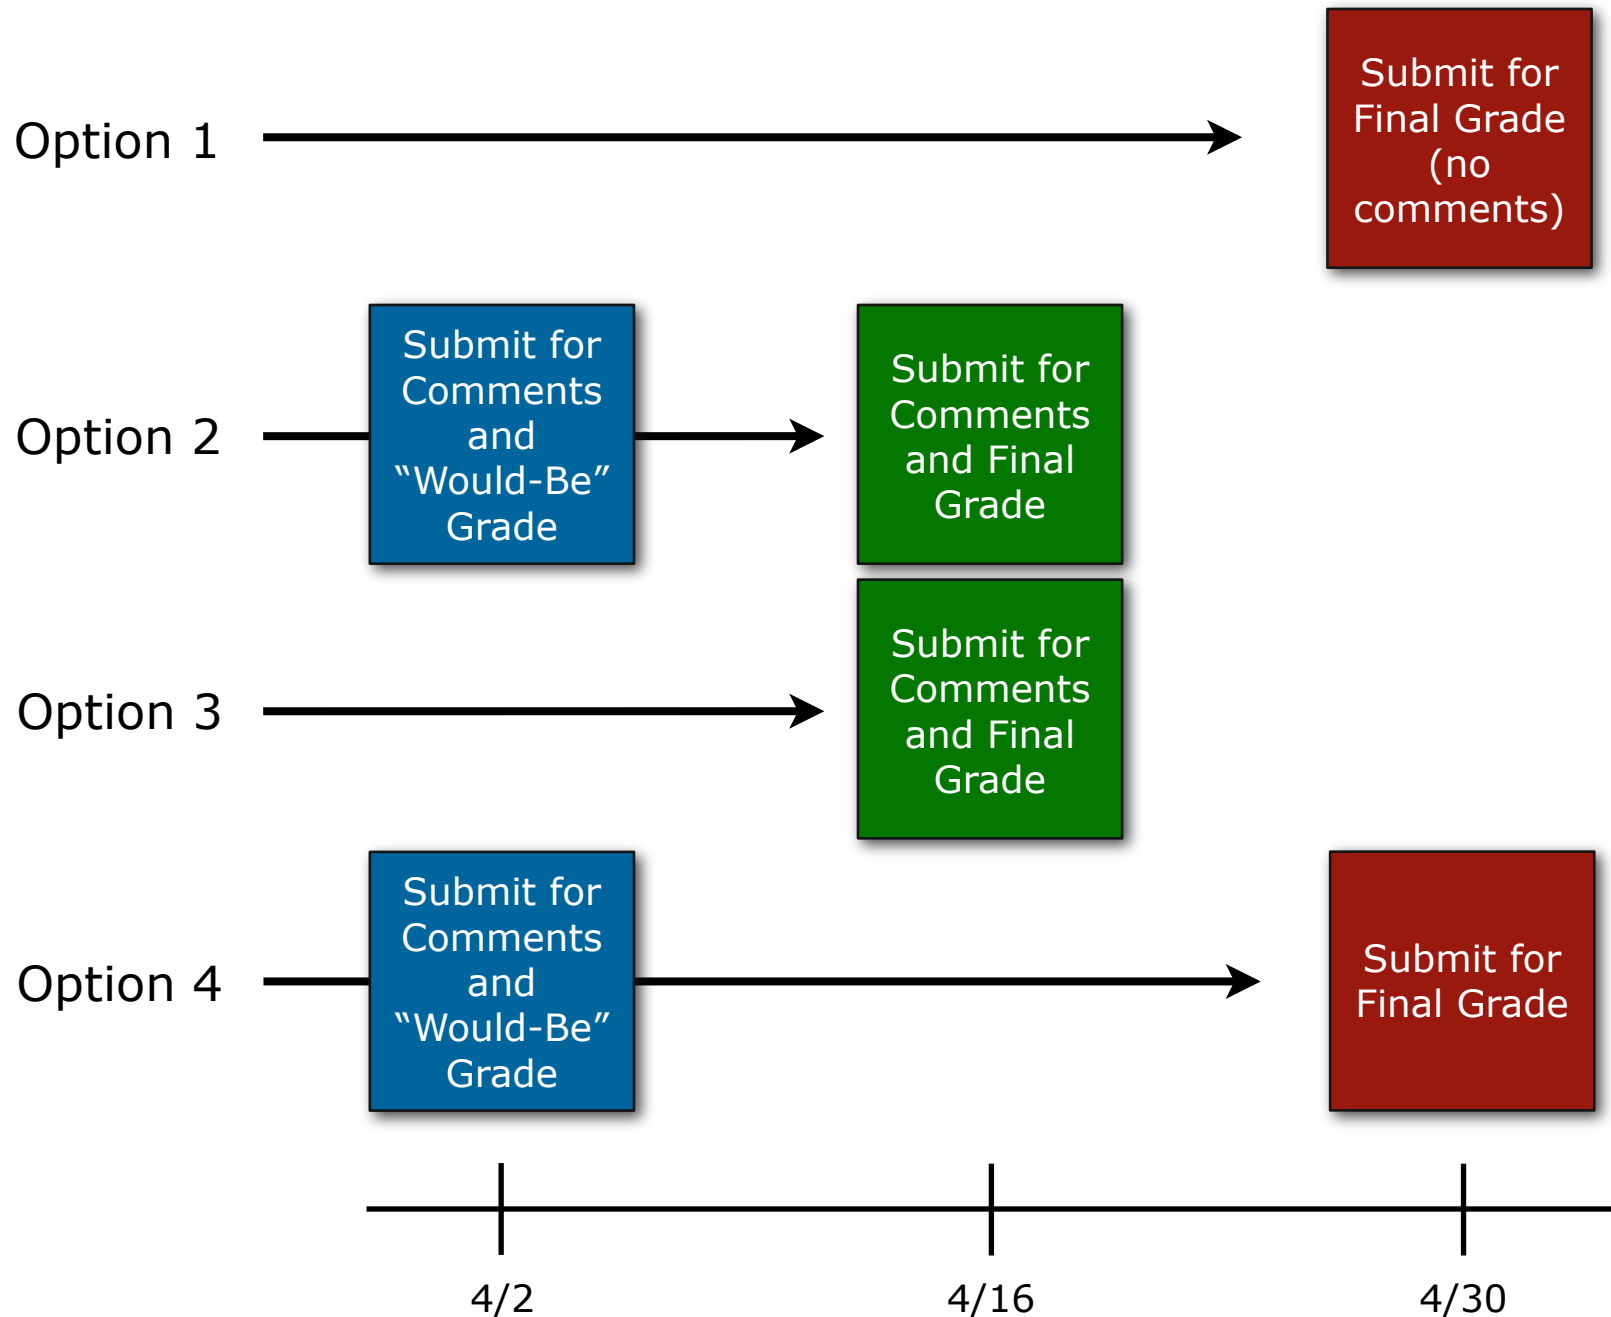 Option 1
Submit for
Final Grade
(no
comments)
Option 2
Submit for
Comments
and
“Would-Be”
Grade
Submit for
Comments
and Final
Grade
Option 3
Submit for
Comments
and Final
Grade
Option 4
Submit for
Comments
and
“Would-Be”
Grade
Submit for
Final Grade
4/2
4/16
4/30